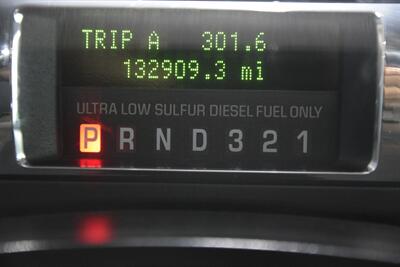 TRIP A 301.6
132909.3 mi
ULTRA LOW SULFUR DIESEL FUEL ONLY
P R N D 3 2 1